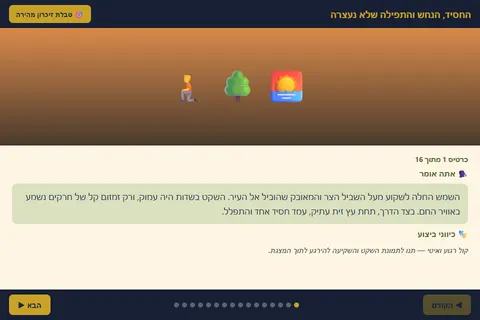 החסיד, הנחש והתפילה שלא נעצרה
טבלת זיכרון מהירה
כרטיס 1 מתוך 16
אתה אומר
השמש החלה לשקוע מעל השביל הצר והמאובק שהוביל אל העיר. השקט בשדות היה עמוק, ורק זמזום קל של חרקים נשמע
באוויר החם. בצד הדרך, תחת עץ זית עתיק, עמד חסיד אחד והתפלל.
כיווני ביצוע
קול רגוע ואיטי — תנו לתמונת השקט והשקיעה להירגע לתוך המצגת.
◀ הקודם
הבא ▶